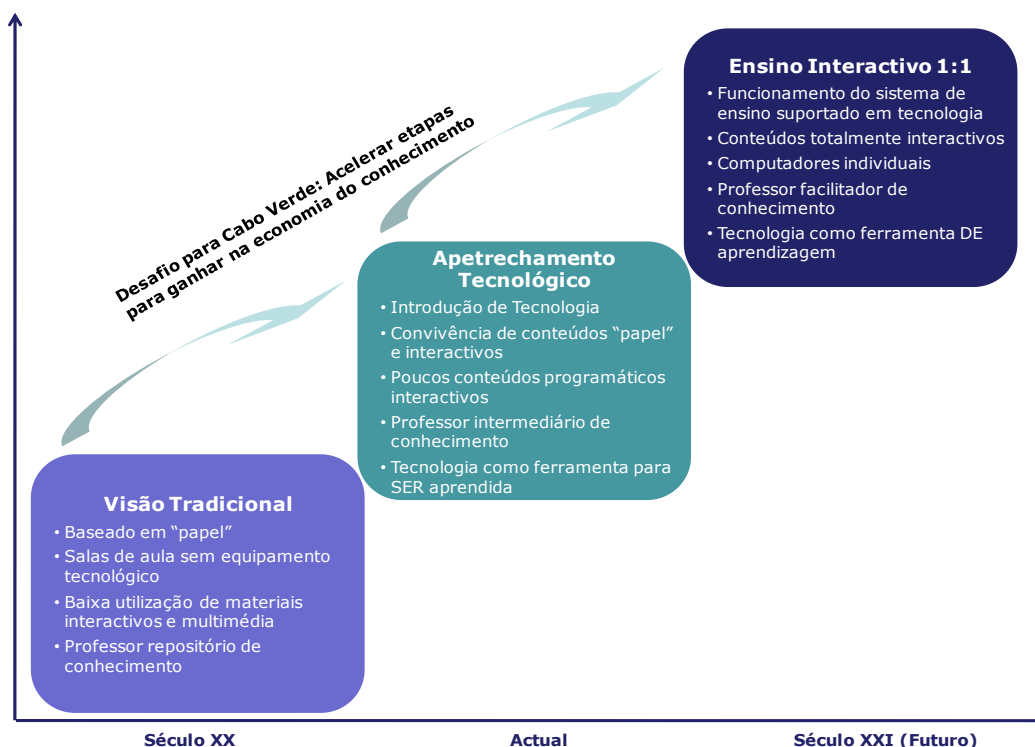 Ensino Interactivo 1:1
• Funcionamento do sistema de
ensino suportado em tecnologia
• Conteúdos totalmente interactivos
• Computadores individuais
• Professor facilitador de
conhecimento
• Tecnologia como ferramenta DE
aprendizagem
Desafio para Cabo Verde: Acelerar etapas
para ganhar na economia do conhecimento
Apetrechamento
Tecnológico
• Introdução de Tecnologia
• Convivência de conteúdos “papel”
e interactivos
• Poucos conteúdos programáticos
interactivos
• Professor intermediário de
conhecimento
• Tecnologia como ferramenta para
SER aprendida
Visão Tradicional
• Baseado em “papel”
• Salas de aula sem equipamento
tecnológico
• Baixa utilização de materiais
interactivos e multimédia
• Professor repositório de
conhecimento
Século XX
Actual
Século XXI (Futuro)